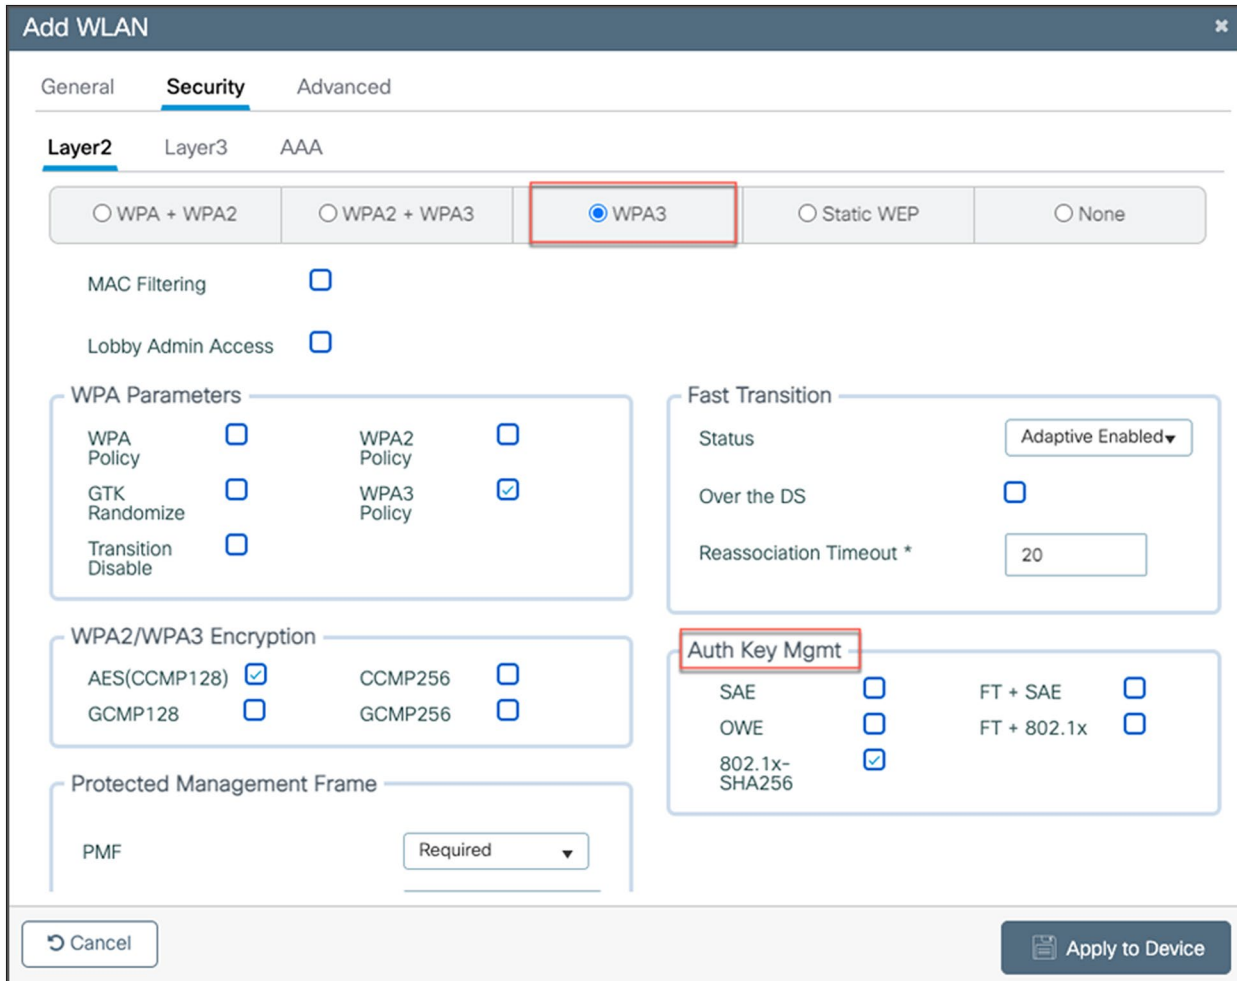 Add WLAN
General Security Advanced
Layer2 Layer3 AAA
WPA + WPA2 WPA2 + WPA3 WPA3 Static WEP None
MAC Filtering
Lobby Admin Access
WPA Parameters
WPA
Policy
WPA2
Policy
GTK
Randomize
WPA3
Policy
Transition
Disable
Fast Transition
Status Adaptive Enabled
Over the DS
Reassociation Timeout * 20
WPA2/WPA3 Encryption
AES(CCMP128) CCMP256
GCMP128 GCMP256
Auth Key Mgmt
SAE FT + SAE
OWE FT + 802.1x
802.1x-
SHA256
Protected Management Frame
PMF Required
Cancel Apply to Device